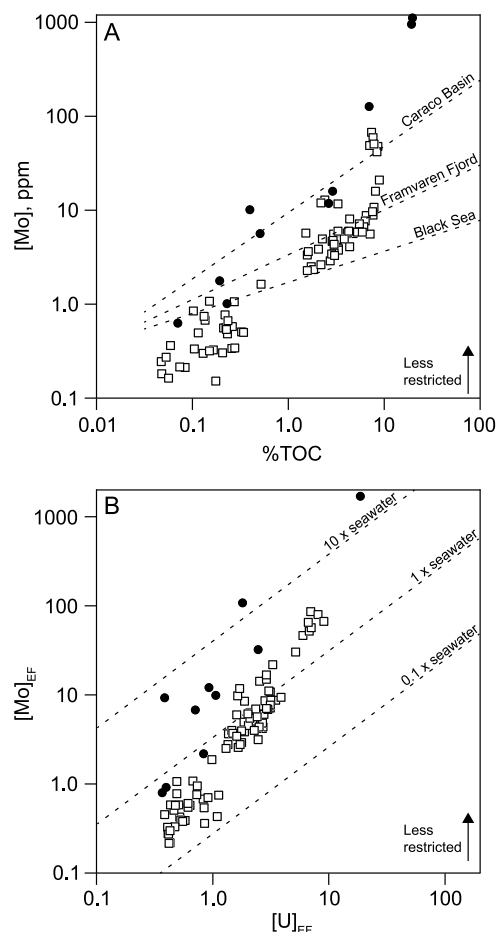 A
1000
100
10
1.0
0.1
[Mo], ppm
Caraco Basin
Framvaren Fjord
Black Sea
Less
restricted
0.01
0.1
1.0
10
100
%TOC
B
1000
100
10
1.0
0.1
[Mo]EF
10 x seawater
1 x seawater
0.1 x seawater
Less
restricted
0.1
1.0
10
100
[U]EF